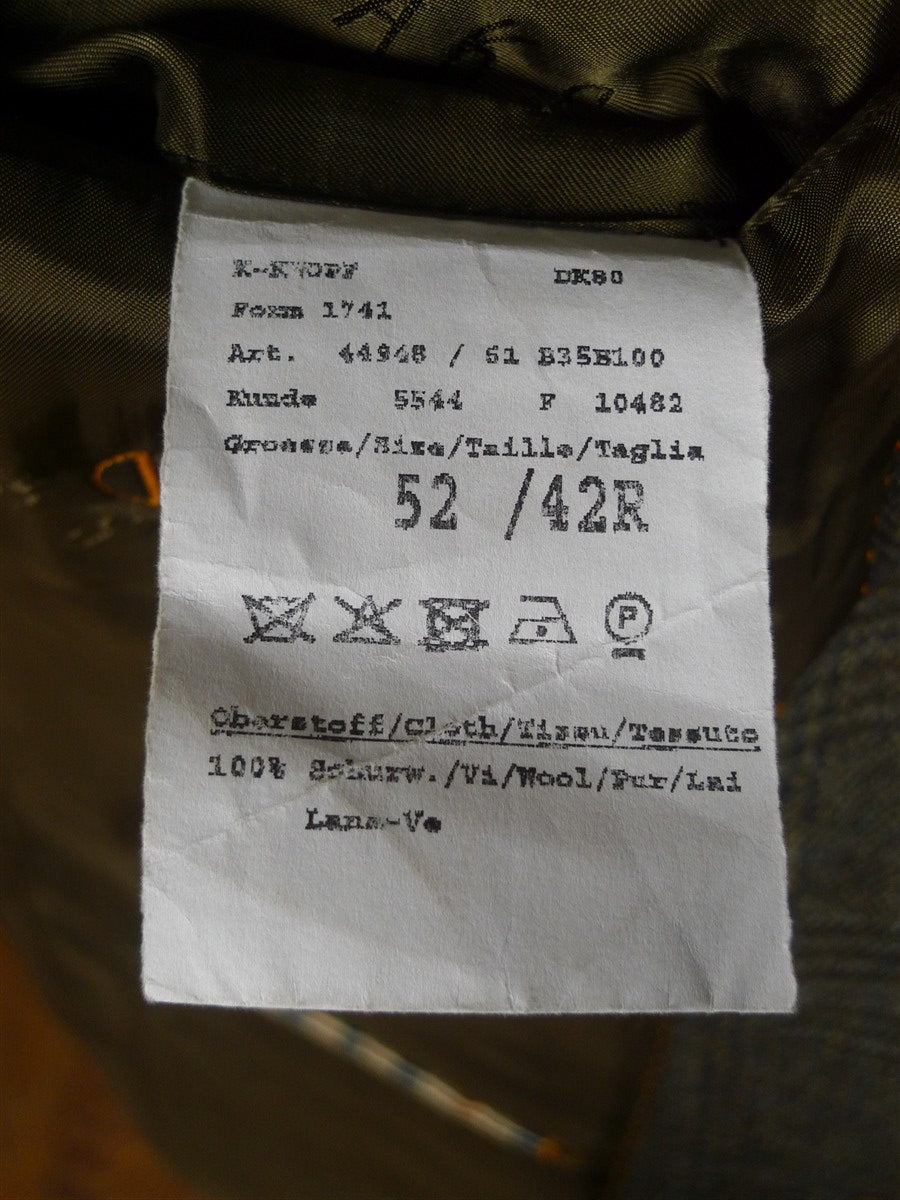 K-KNOPF DK80
Form 1741
Art. 44948 / 61 B35E100
Kunde 5544 F 10482
Groesse/Size/Taille/Taglia
52 /42R
P
Oberstoff/Cloth/Tissu/Tessuto
100% Schurw./Vi/Wool/Pur/Lai
Lana-Ve